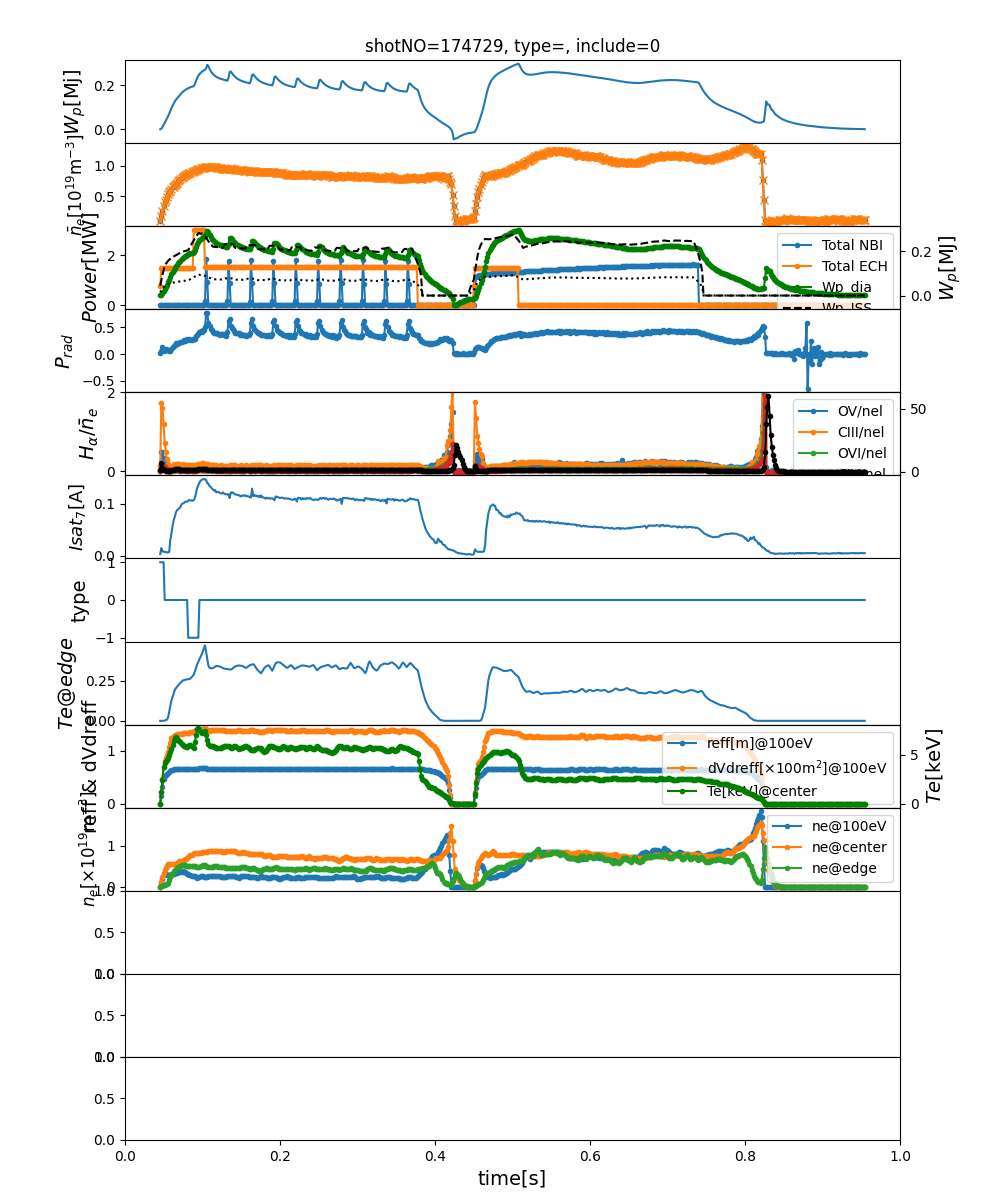 shotNO=174729, type=, include=0
W_p[Mj]
0.2
0.0
n̄_e[10^19 m^−3]
1.0
0.5
Power[MW]
2
0
W_p[MJ]
0.2
0.0
Total NBI
Total ECH
Wp_dia
Wp_ISS
P_rad
0.5
0.0
−0.5
H_α/n̄_e
2
0
50
0
OV/nel
CIII/nel
OVI/nel
Isat_7[A]
0.1
0.0
type
1
0
−1
Te@edge
0.25
0.00
reff & dVdreff
1
0
Te[keV]
5
0
reff[m]@100eV
dVdreff[×100m^2]@100eV
Te[keV]@center
n_e[×10^19
1
0
ne@100eV
ne@center
ne@edge
1.0
0.5
0.0
1.0
0.5
0.0
1.0
0.5
0.0
0.0
0.2
0.4
0.6
0.8
1.0
time[s]